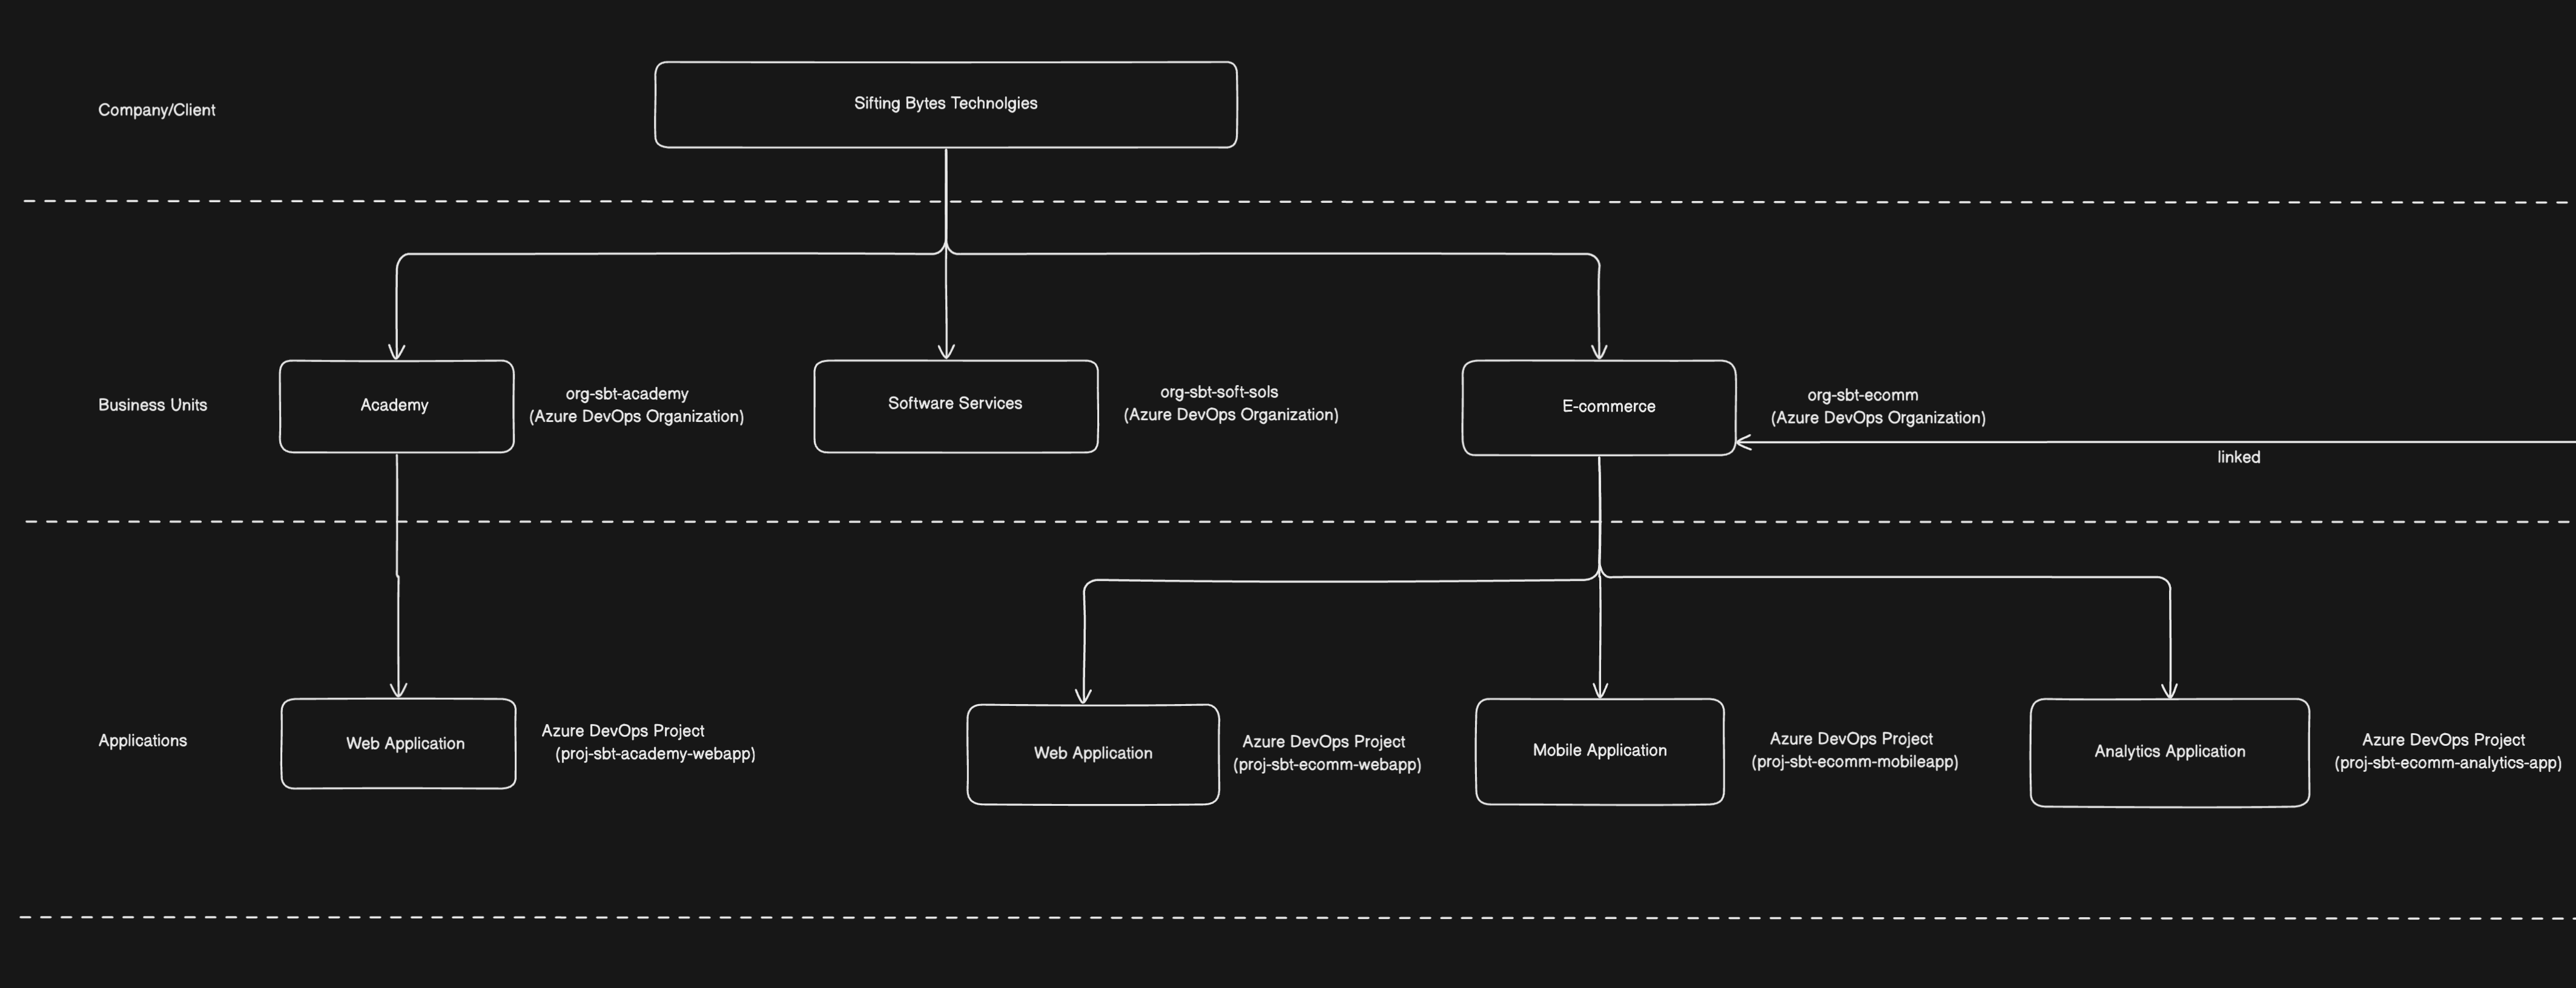 Company/Client
Sifting Bytes Technolgies
Business Units
Academy
org-sbt-academy
(Azure DevOps Organization)
Software Services
org-sbt-soft-sols
(Azure DevOps Organization)
E-commerce
org-sbt-ecomm
(Azure DevOps Organization)
linked
Applications
Web Application
Azure DevOps Project
(proj-sbt-academy-webapp)
Web Application
Azure DevOps Project
(proj-sbt-ecomm-webapp)
Mobile Application
Azure DevOps Project
(proj-sbt-ecomm-mobileapp)
Analytics Application
Azure DevOps Project
(proj-sbt-ecomm-analytics-app)